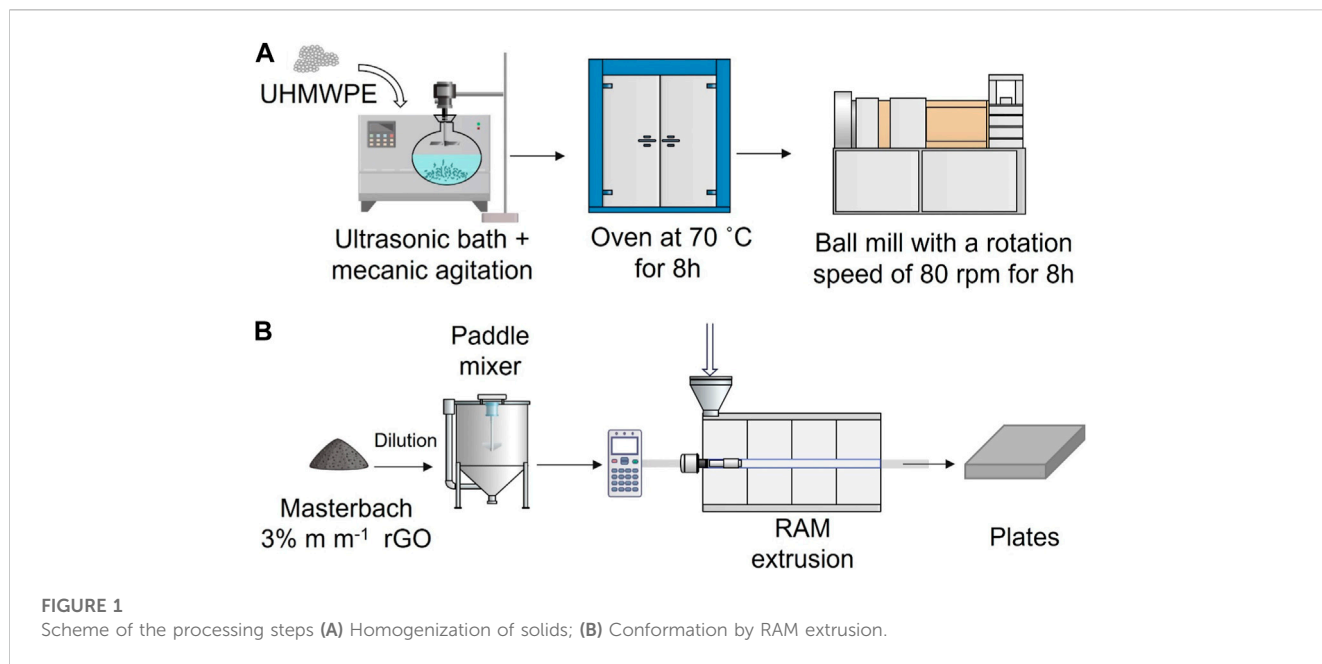 A
UHMWPE
Ultrasonic bath +
mecanic agitation
Oven at 70 °C
for 8h
Ball mill with a rotation
speed of 80 rpm for 8h
B
Paddle
mixer
Dilution
Masterbach
3% m m⁻¹ rGO
RAM
extrusion
Plates
FIGURE 1
Scheme of the processing steps (A) Homogenization of solids; (B) Conformation by RAM extrusion.